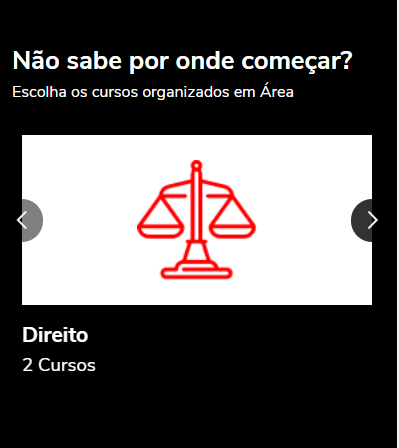 Não sabe por onde começar?
Escolha os cursos organizados em Área
Direito
2 Cursos